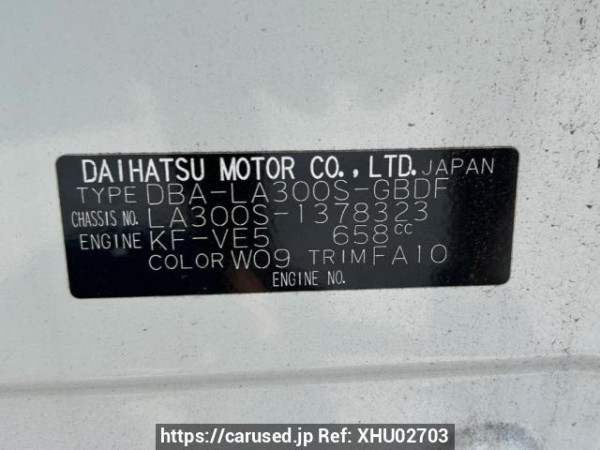 DAIHATSU MOTOR CO., LTD. JAPAN
TYPE DBA-LA300S-GBDF
CHASSIS NO. LA300S-1378323
ENGINE KF-VE5 658cc
COLOR W09 TRIM FA10
ENGINE NO.
https://carused.jp Ref: XHU02703